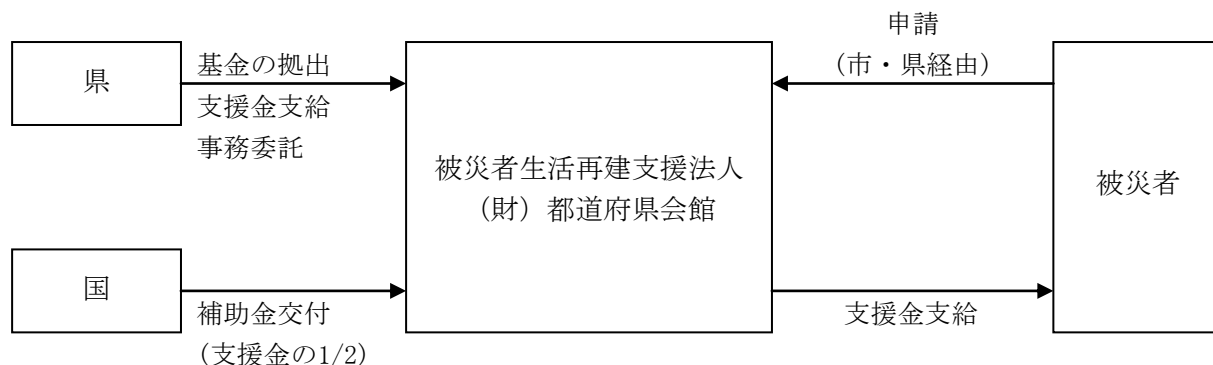 県
基金の拠出
支援金支給
事務委託
国
補助金交付
(支援金の1/2)
被災者生活再建支援法人
（財）都道府県会館
申請
（市・県経由）
支援金支給
被災者